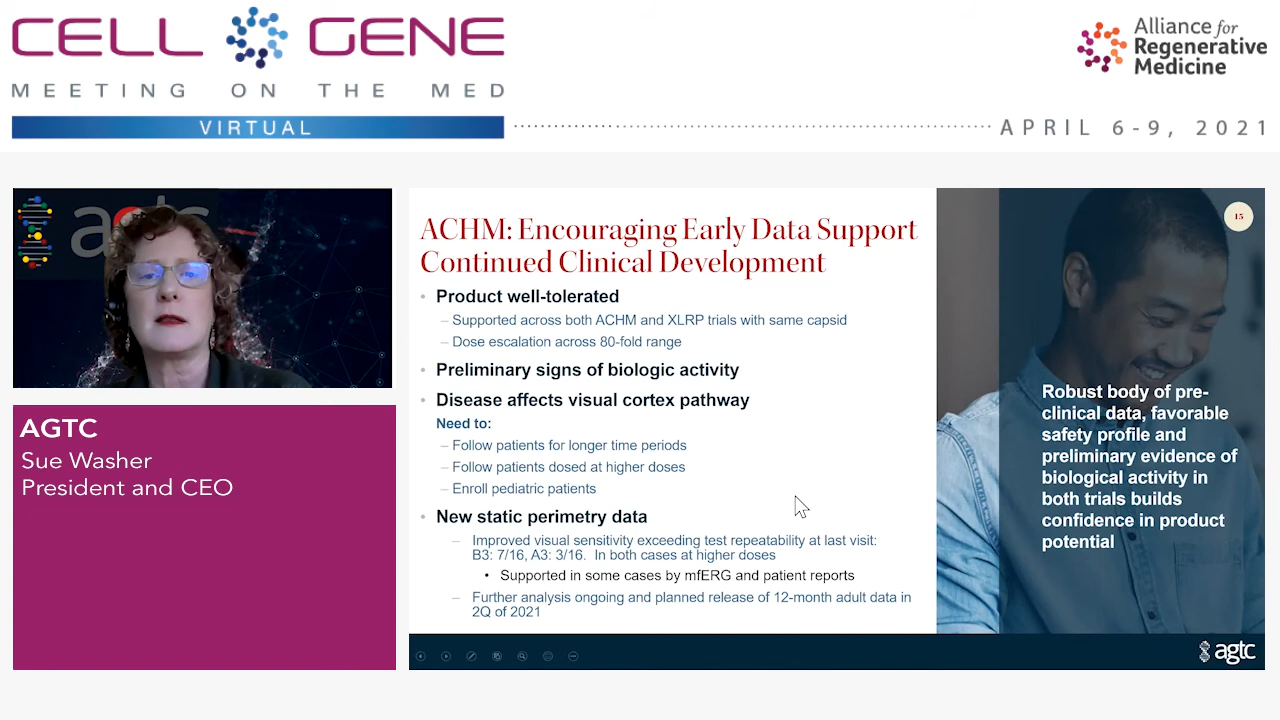 CELL GENE
MEETING ON THE MED
VIRTUAL
Alliance for
Regenerative
Medicine
APRIL 6-9, 2021
agtc
AGTC
Sue Washer
President and CEO
15
ACHM: Encouraging Early Data Support
Continued Clinical Development
• Product well-tolerated
– Supported across both ACHM and XLRP trials with same capsid
– Dose escalation across 80-fold range
• Preliminary signs of biologic activity
• Disease affects visual cortex pathway
Need to:
– Follow patients for longer time periods
– Follow patients dosed at higher doses
– Enroll pediatric patients
• New static perimetry data
– Improved visual sensitivity exceeding test repeatability at last visit:
B3: 7/16, A3: 3/16. In both cases at higher doses
• Supported in some cases by mfERG and patient reports
– Further analysis ongoing and planned release of 12-month adult data in
2Q of 2021
Robust body of pre-
clinical data, favorable
safety profile and
preliminary evidence of
biological activity in
both trials builds
confidence in product
potential
agtc